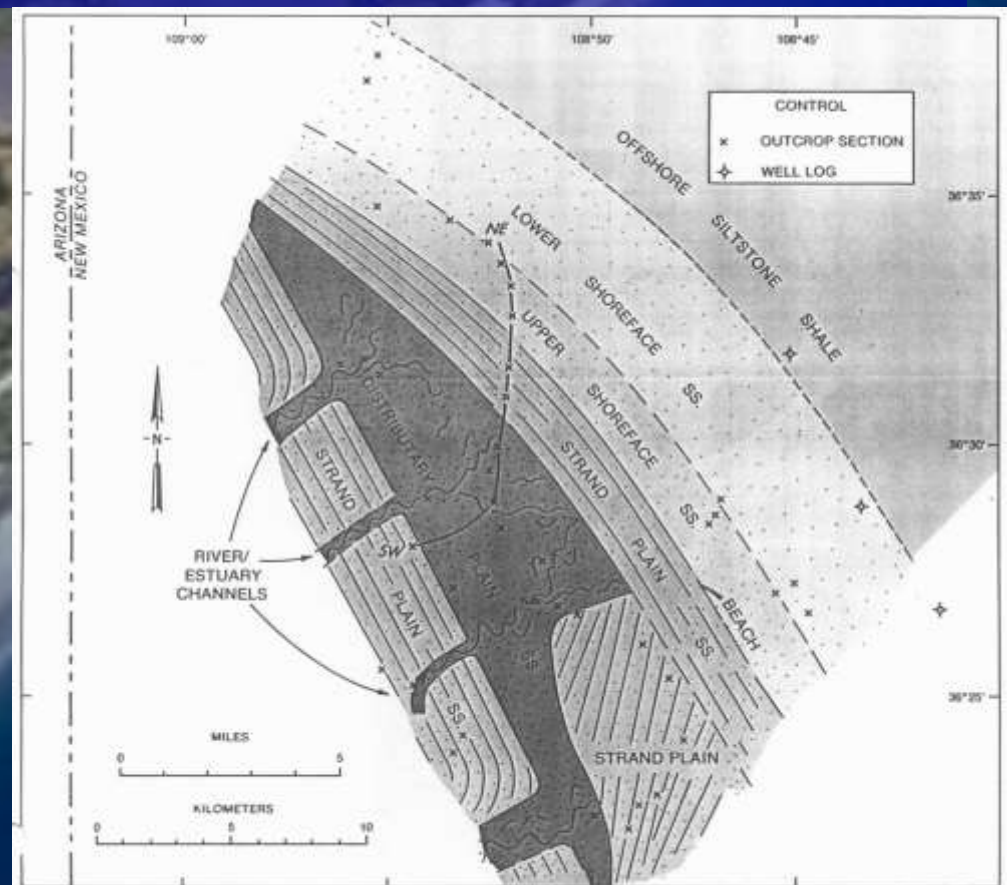 109°00'
108°50'
108°45'
CONTROL
× OUTCROP SECTION
WELL LOG
36°35'
36°30'
36°25'
ARIZONA
NEW MEXICO
OFFSHORE SILTSTONE SHALE
LOWER SHOREFACE SS.
UPPER SHOREFACE SS.
STRAND PLAIN SS.
BEACH
NE
SW
DISTRIBUTARY PLAIN SS.
STRAND PLAIN SS.
STRAND PLAIN
-N-
RIVER/
ESTUARY
CHANNELS
MILES
0 5
KILOMETERS
0 5 10